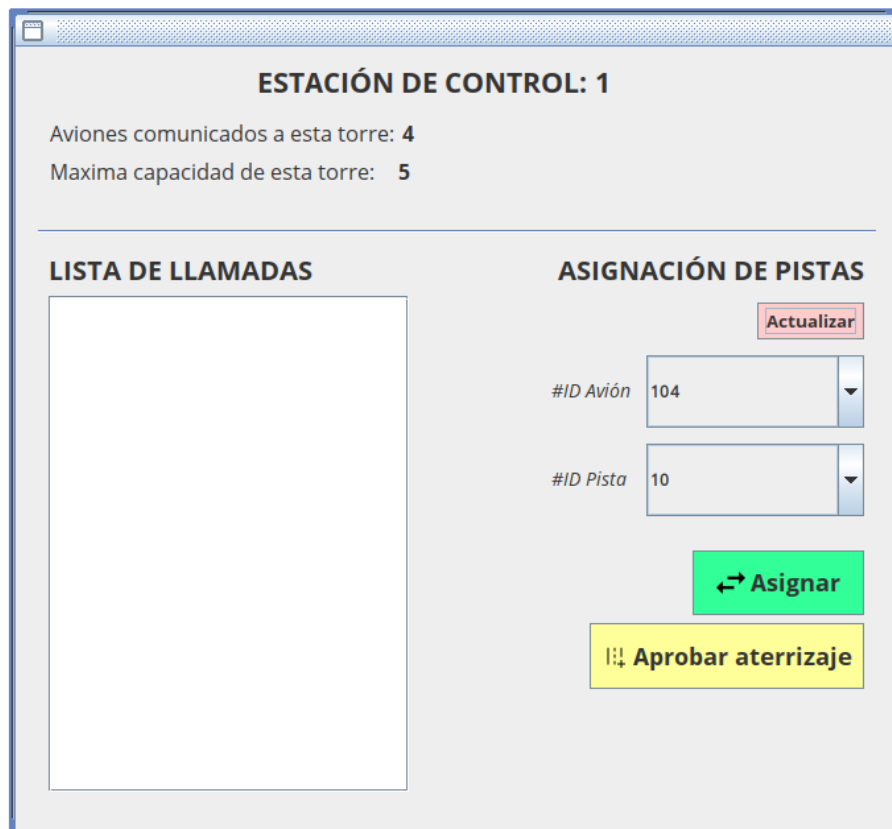 ESTACIÓN DE CONTROL: 1
Aviones comunicados a esta torre: 4
Maxima capacidad de esta torre: 5
LISTA DE LLAMADAS
ASIGNACIÓN DE PISTAS
Actualizar
#ID Avión 104
#ID Pista 10
Asignar
Aprobar aterrizaje